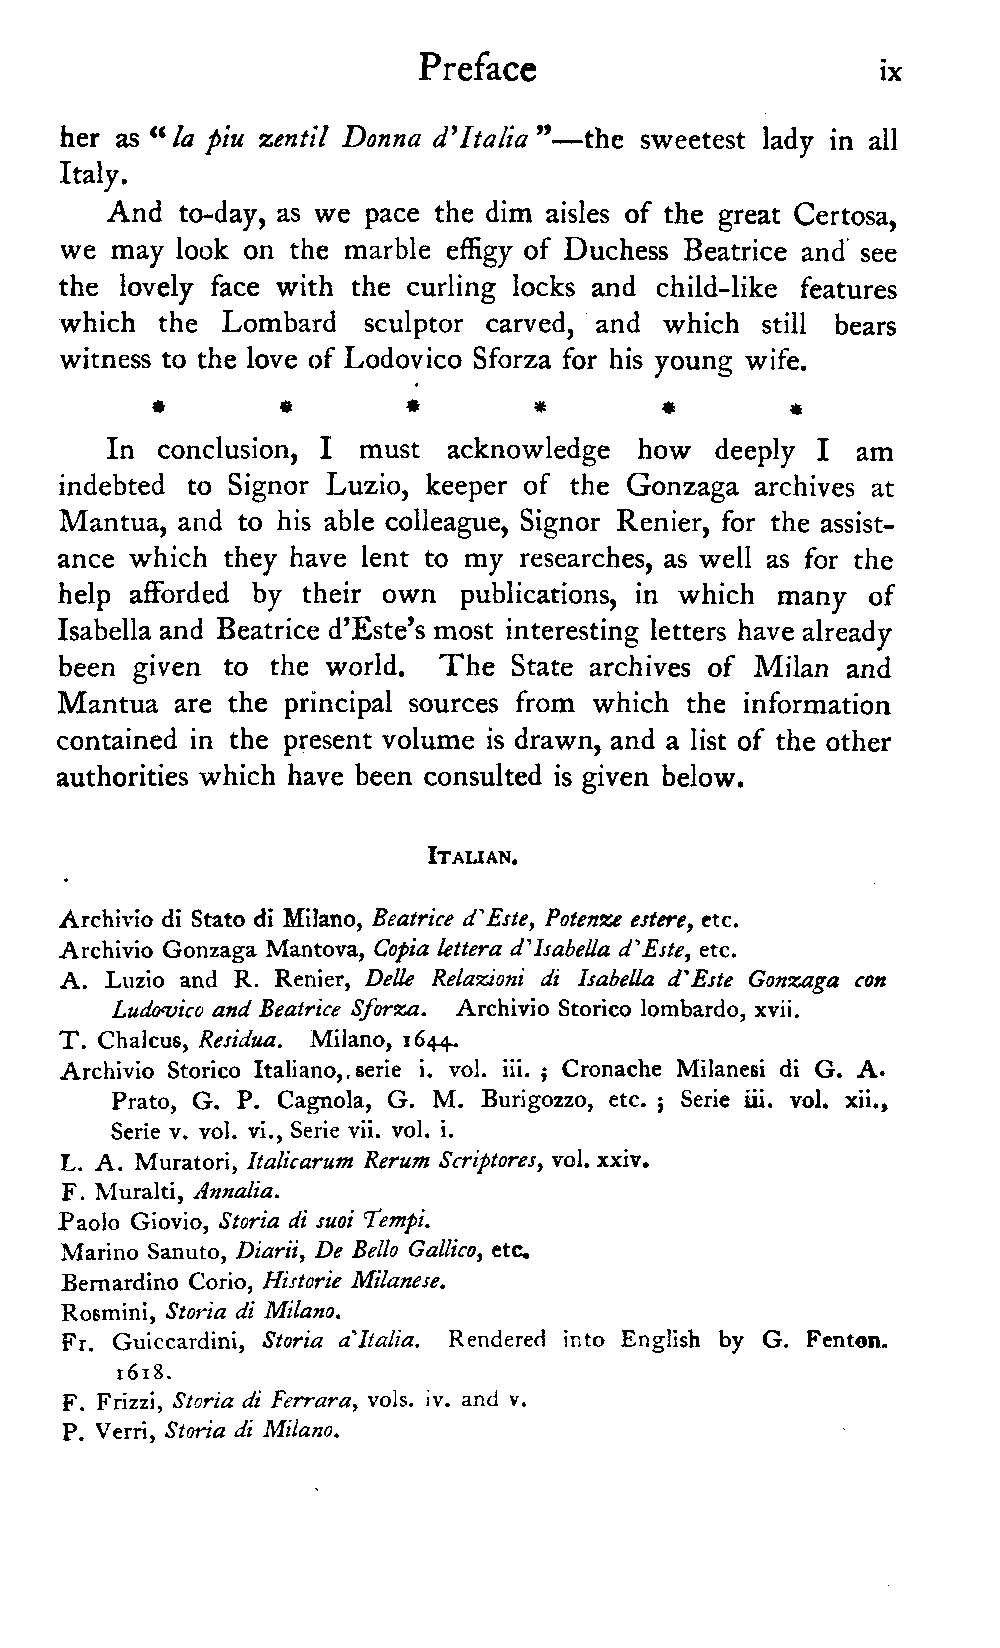 Preface ix
her as "la piu zentil Donna d'Italia"—the sweetest lady in all
Italy.
And to-day, as we pace the dim aisles of the great Certosa,
we may look on the marble effigy of Duchess Beatrice and see
the lovely face with the curling locks and child-like features
which the Lombard sculptor carved, and which still bears
witness to the love of Lodovico Sforza for his young wife.
* * * * * *
In conclusion, I must acknowledge how deeply I am
indebted to Signor Luzio, keeper of the Gonzaga archives at
Mantua, and to his able colleague, Signor Renier, for the assist-
ance which they have lent to my researches, as well as for the
help afforded by their own publications, in which many of
Isabella and Beatrice d'Este's most interesting letters have already
been given to the world. The State archives of Milan and
Mantua are the principal sources from which the information
contained in the present volume is drawn, and a list of the other
authorities which have been consulted is given below.
ITALIAN.
Archivio di Stato di Milano, Beatrice d'Este, Potenze estere, etc.
Archivio Gonzaga Mantova, Copia lettera d'Isabella d'Este, etc.
A. Luzio and R. Renier, Delle Relazioni di Isabella d'Este Gonzaga con
Ludovico and Beatrice Sforza. Archivio Storico lombardo, xvii.
T. Chalcus, Residua. Milano, 1644.
Archivio Storico Italiano, serie i. vol. iii. ; Cronache Milanesi di G. A.
Prato, G. P. Cagnola, G. M. Burigozzo, etc. ; Serie iii. vol. xii.,
Serie v. vol. vi., Serie vii. vol. i.
L. A. Muratori, Italicarum Rerum Scriptores, vol. xxiv.
F. Muralti, Annalia.
Paolo Giovio, Storia di suoi Tempi.
Marino Sanuto, Diarii, De Bello Gallico, etc.
Bernardino Corio, Historie Milanese.
Rosmini, Storia di Milano.
Fr. Guiccardini, Storia a'Italia. Rendered into English by G. Fenton.
1618.
F. Frizzi, Storia di Ferrara, vols. iv. and v.
P. Verri, Storia di Milano.